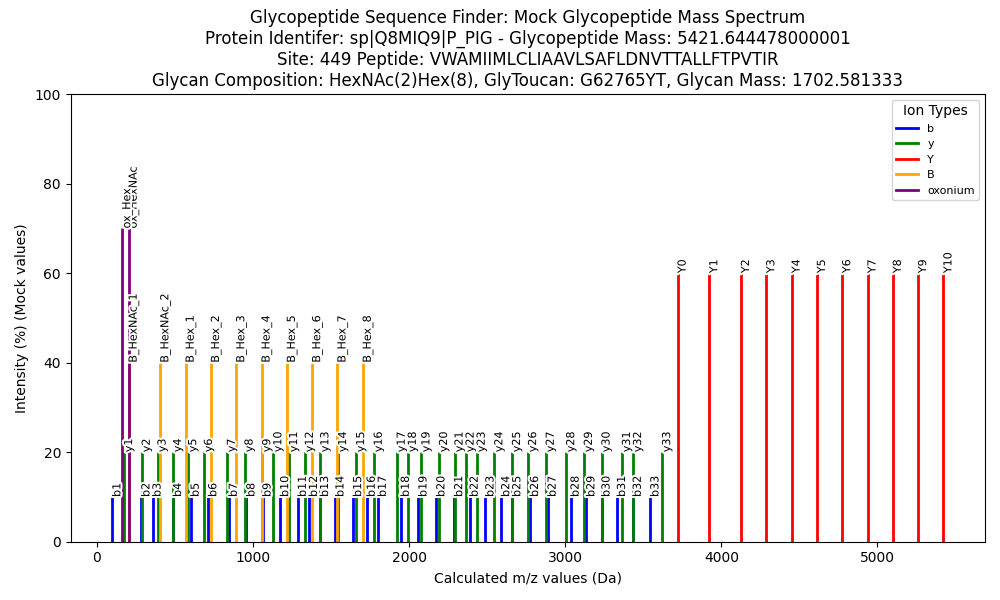 Glycopeptide Sequence Finder: Mock Glycopeptide Mass Spectrum
Protein Identifer: sp|Q8MIQ9|P_PIG - Glycopeptide Mass: 5421.644478000001
Site: 449 Peptide: VWAMIIMLCLIAAVLSAFLDNVTTALLFTPVTIR
Glycan Composition: HexNAc(2)Hex(8), GlyToucan: G62765YT, Glycan Mass: 1702.581333
Intensity (%) (Mock values)
100
80
60
40
20
0
Ion Types
b
y
Y
B
oxonium
ox_Hex
ox_HexNAc
Y0
Y1
Y2
Y3
Y4
Y5
Y6
Y7
Y8
Y9
Y10
B_HexNAc_1
B_HexNAc_2
B_Hex_1
B_Hex_2
B_Hex_3
B_Hex_4
B_Hex_5
B_Hex_6
B_Hex_7
B_Hex_8
y1
y2
y3
y4
y5
y6
y7
y8
y9
y10
y11
y12
y13
y14
y15
y16
y17
y18
y19
y20
y21
y22
y23
y24
y25
y26
y27
y28
y29
y30
y31
y32
y33
b1
b2
b3
b4
b5
b6
b7
b8
b9
b10
b11
b12
b13
b14
b15
b16
b17
b18
b19
b20
b21
b22
b23
b24
b25
b26
b27
b28
b29
b30
b31
b32
b33
0
1000
2000
3000
4000
5000
Calculated m/z values (Da)